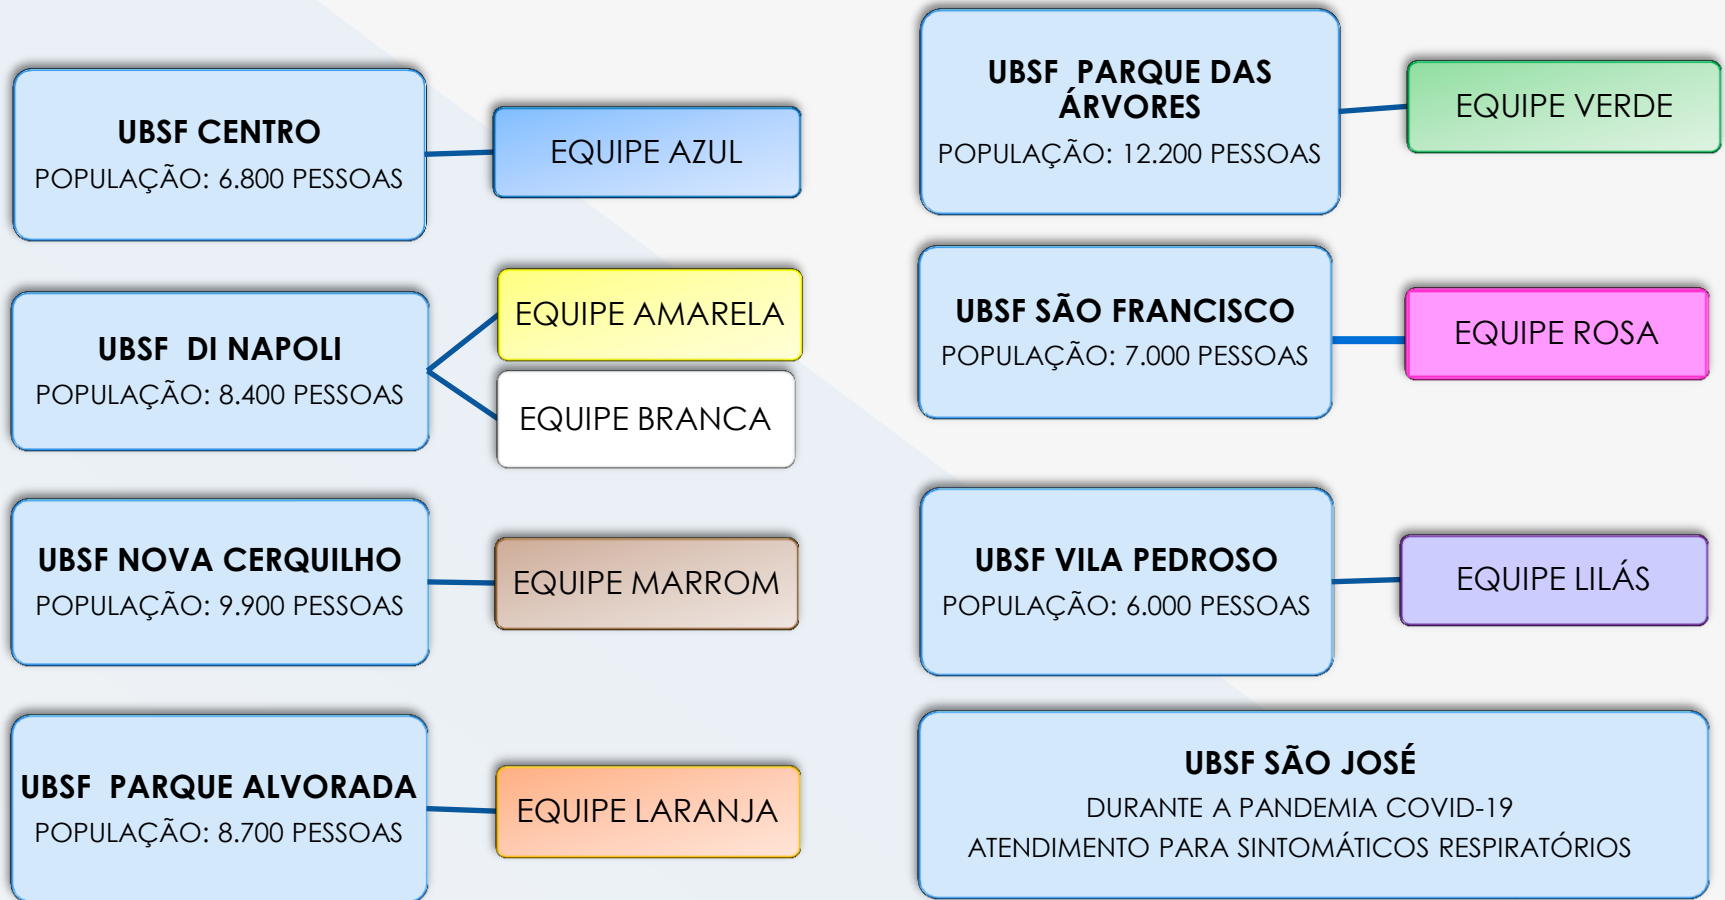 UBSF CENTRO
POPULAÇÃO: 6.800 PESSOAS
EQUIPE AZUL
UBSF DI NAPOLI
POPULAÇÃO: 8.400 PESSOAS
EQUIPE AMARELA
EQUIPE BRANCA
UBSF NOVA CERQUILHO
POPULAÇÃO: 9.900 PESSOAS
EQUIPE MARROM
UBSF PARQUE ALVORADA
POPULAÇÃO: 8.700 PESSOAS
EQUIPE LARANJA
UBSF PARQUE DAS
ÁRVORES
POPULAÇÃO: 12.200 PESSOAS
EQUIPE VERDE
UBSF SÃO FRANCISCO
POPULAÇÃO: 7.000 PESSOAS
EQUIPE ROSA
UBSF VILA PEDROSO
POPULAÇÃO: 6.000 PESSOAS
EQUIPE LILÁS
UBSF SÃO JOSÉ
DURANTE A PANDEMIA COVID-19
ATENDIMENTO PARA SINTOMÁTICOS RESPIRATÓRIOS